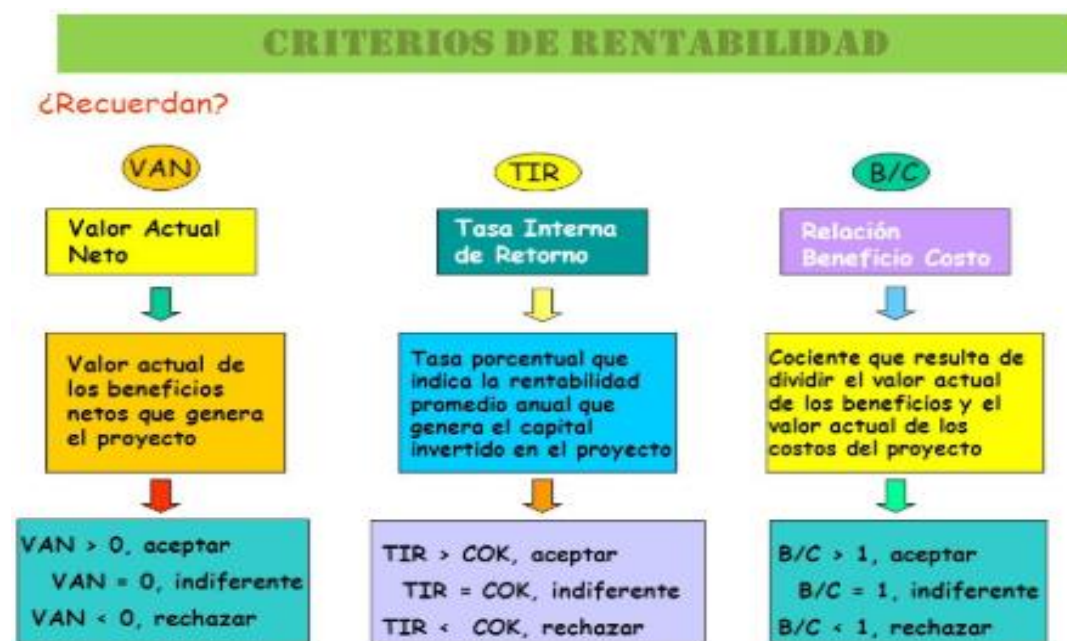 CRITERIOS DE RENTABILIDAD
¿Recuerdan?
VAN
Valor Actual
Neto
Valor actual de
los beneficios
netos que genera
el proyecto
VAN > 0, aceptar
VAN = 0, indiferente
VAN < 0, rechazar
TIR
Tasa Interna
de Retorno
Tasa porcentual que
indica la rentabilidad
promedio anual que
genera el capital
invertido en el proyecto
TIR > COK, aceptar
TIR = COK, indiferente
TIR < COK, rechazar
B/C
Relación
Beneficio Costo
Cociente que resulta de
dividir el valor actual
de los beneficios y el
valor actual de los
costos del proyecto
B/C > 1, aceptar
B/C = 1, indiferente
B/C < 1, rechazar